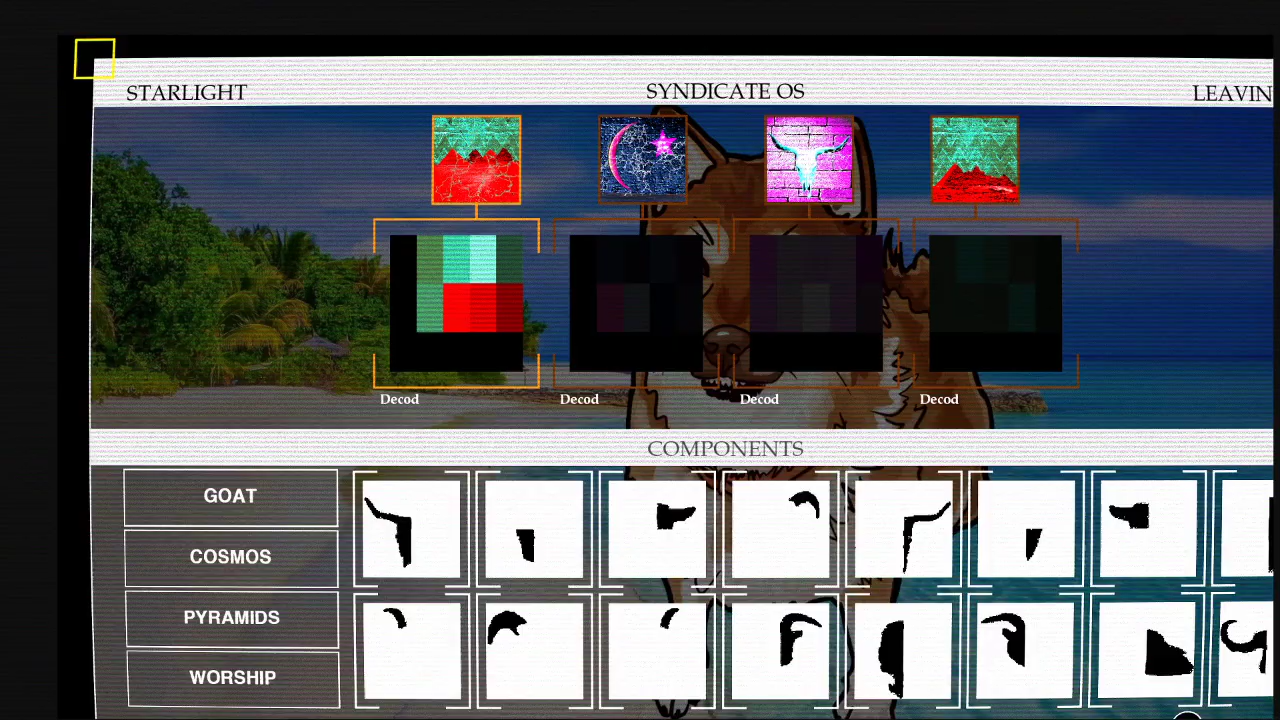 STARLIGHT
SYNDICATE OS
LEAVIN
Decod
Decod
Decod
Decod
COMPONENTS
GOAT
COSMOS
PYRAMIDS
WORSHIP